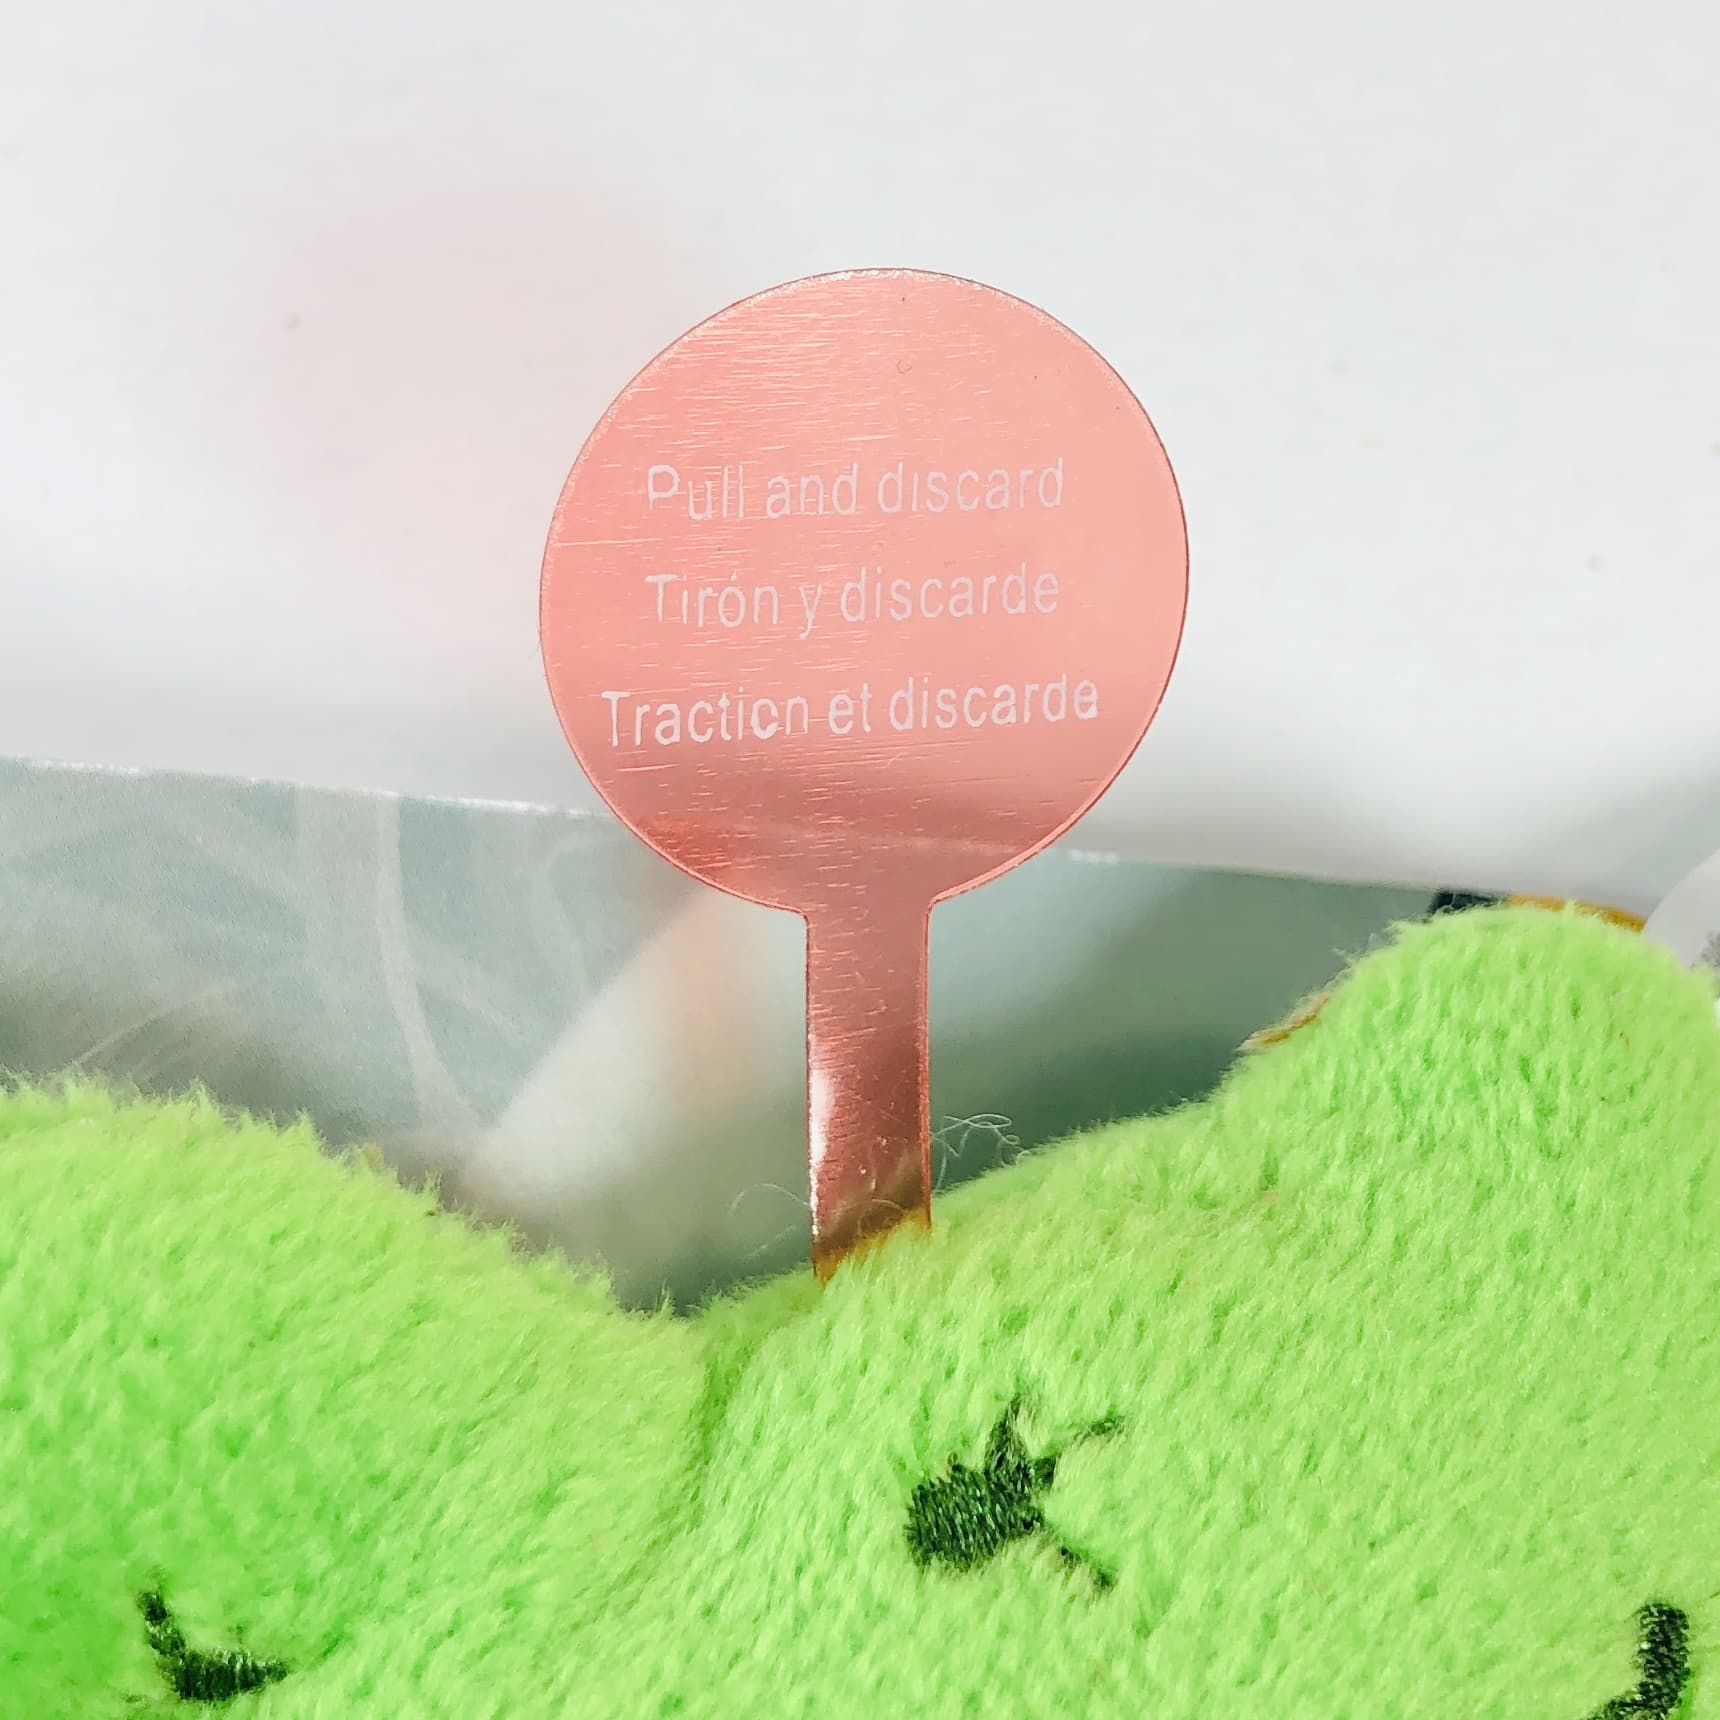 Pull and discard
Tirón y discarde
Traction et discarde